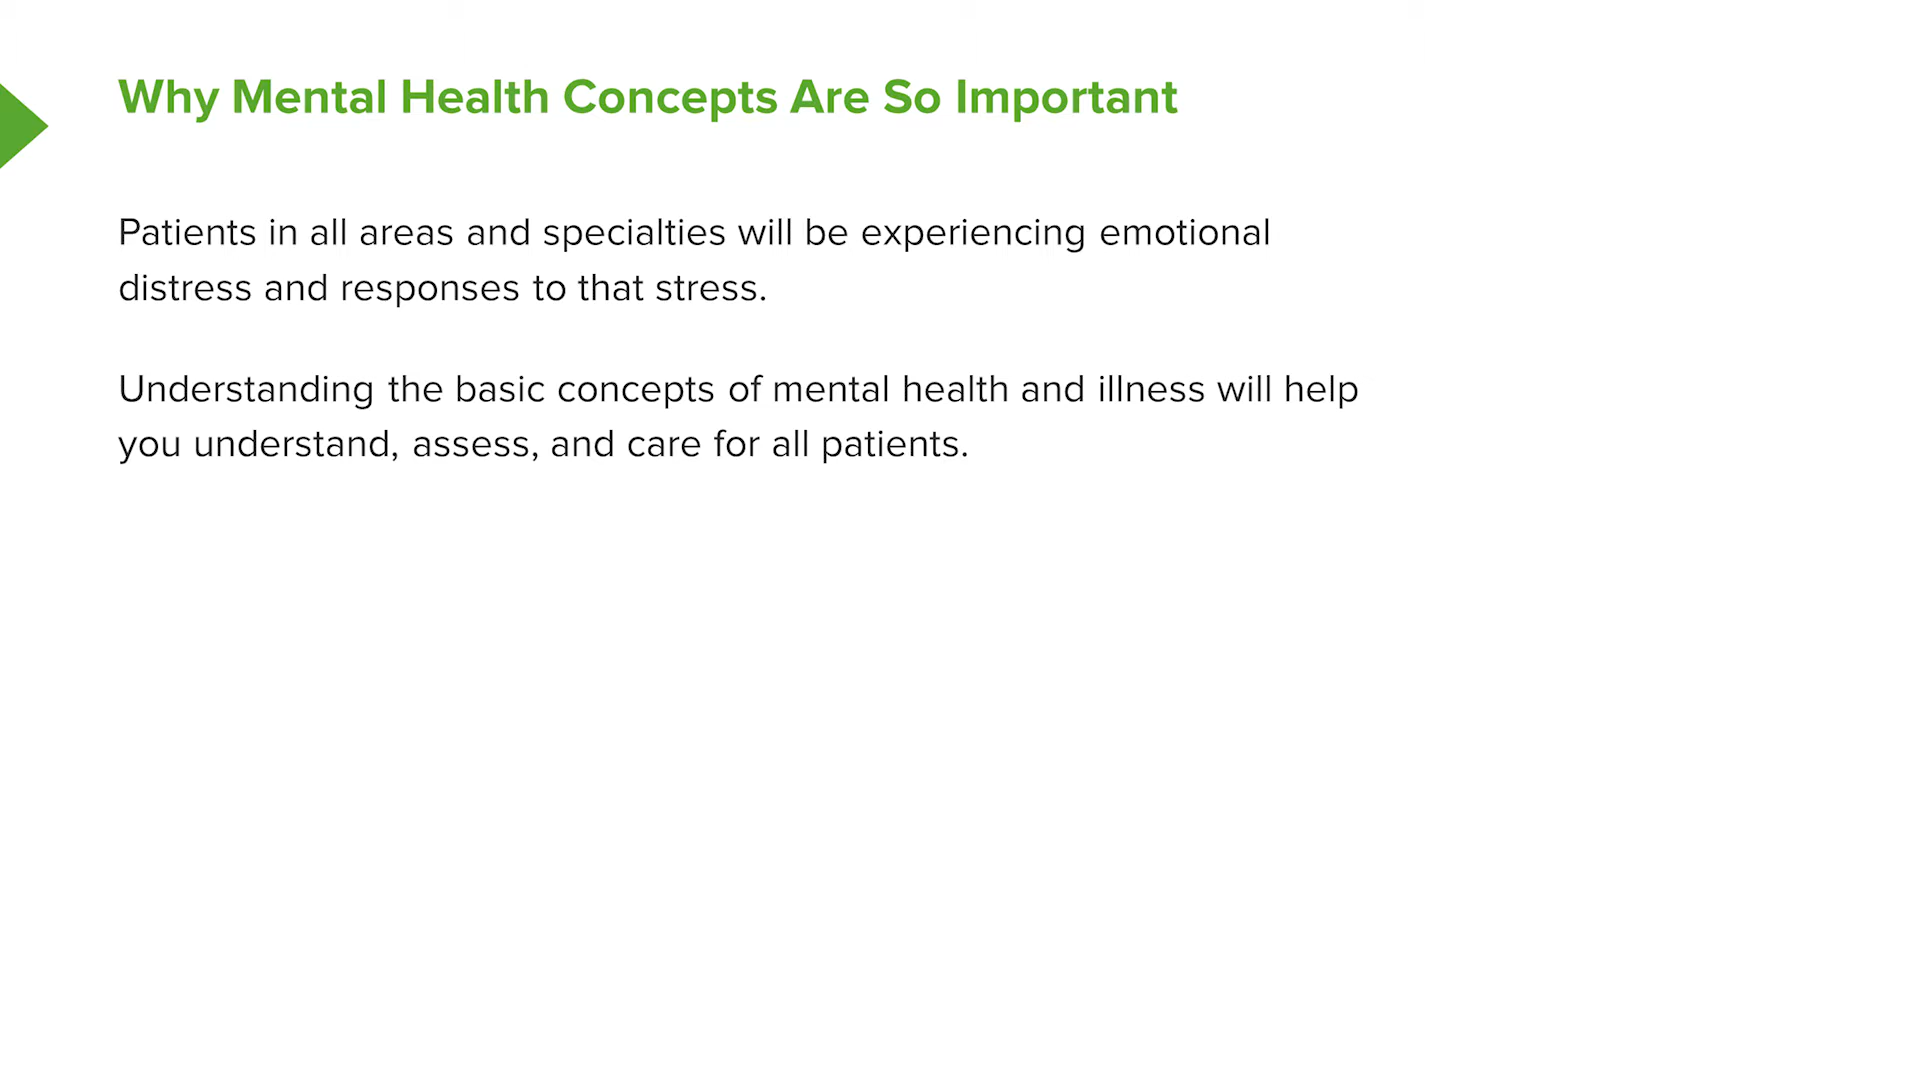 Why Mental Health Concepts Are So Important
Patients in all areas and specialties will be experiencing emotional
distress and responses to that stress.
Understanding the basic concepts of mental health and illness will help
you understand, assess, and care for all patients.